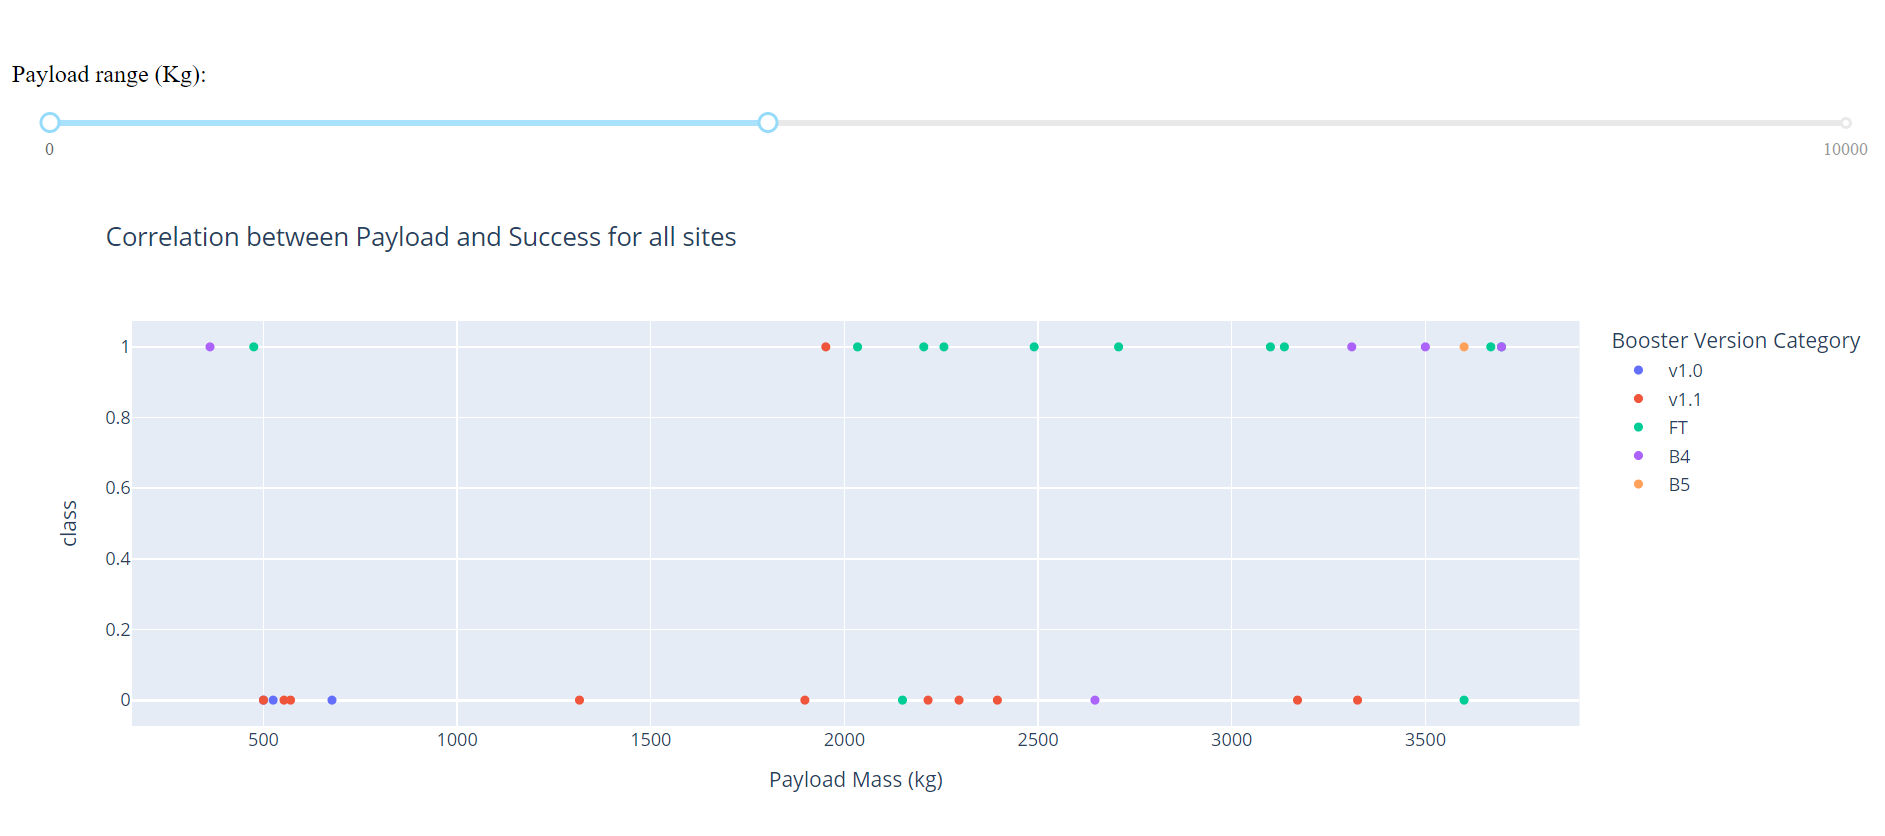 Payload range (Kg):
0
10000
Correlation between Payload and Success for all sites
1
0.8
0.6
0.4
0.2
0
class
500
1000
1500
2000
2500
3000
3500
Payload Mass (kg)
Booster Version Category
v1.0
v1.1
FT
B4
B5